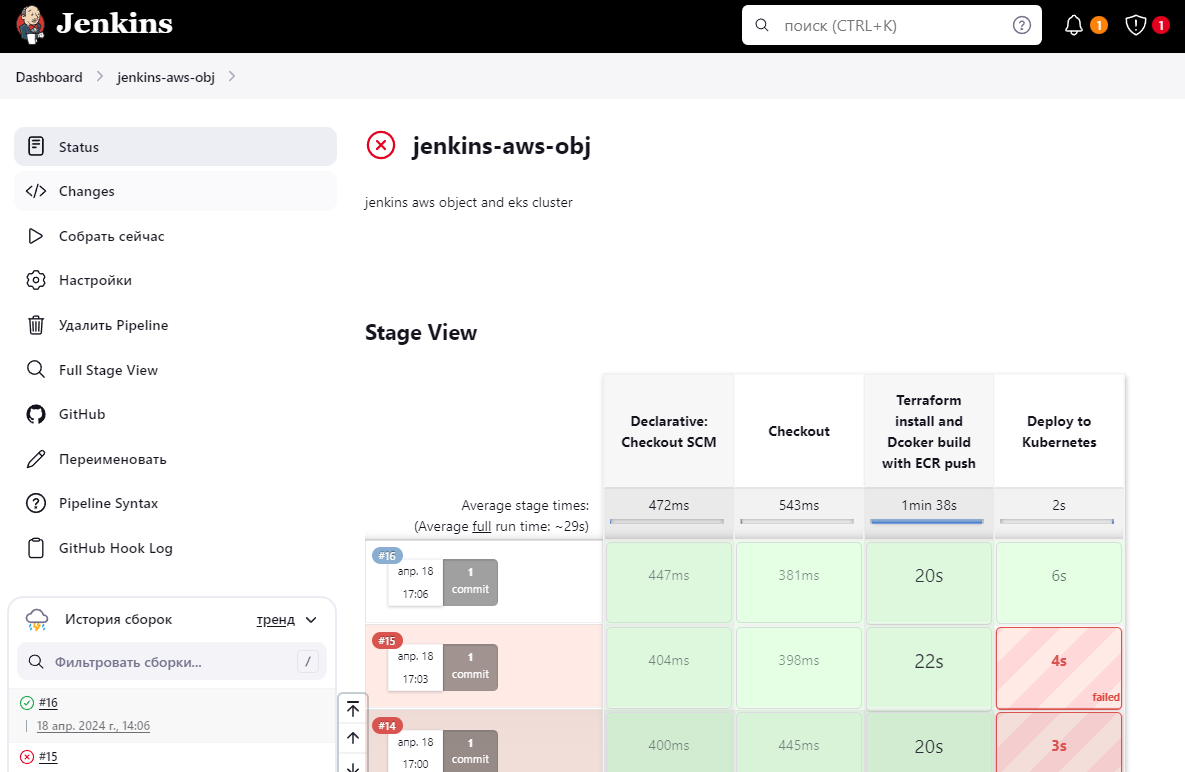 Jenkins
поиск (CTRL+K)
1
1
Dashboard
jenkins-aws-obj
Status
Changes
Собрать сейчас
Настройки
Удалить Pipeline
Full Stage View
GitHub
Переименовать
Pipeline Syntax
GitHub Hook Log
История сборок
тренд
Фильтровать сборки...
/
#16
18 апр. 2024 г., 14:06
#15
jenkins-aws-obj
jenkins aws object and eks cluster
Stage View
Declarative:
Checkout SCM
Checkout
Terraform
install and
Dcoker build
with ECR push
Deploy to
Kubernetes
Average stage times:
(Average full run time: ~29s)
472ms
543ms
1min 38s
2s
#16
апр. 18
17:06
1
commit
447ms
381ms
20s
6s
#15
апр. 18
17:03
1
commit
404ms
398ms
22s
4s
failed
#14
апр. 18
17:00
1
commit
400ms
445ms
20s
3s